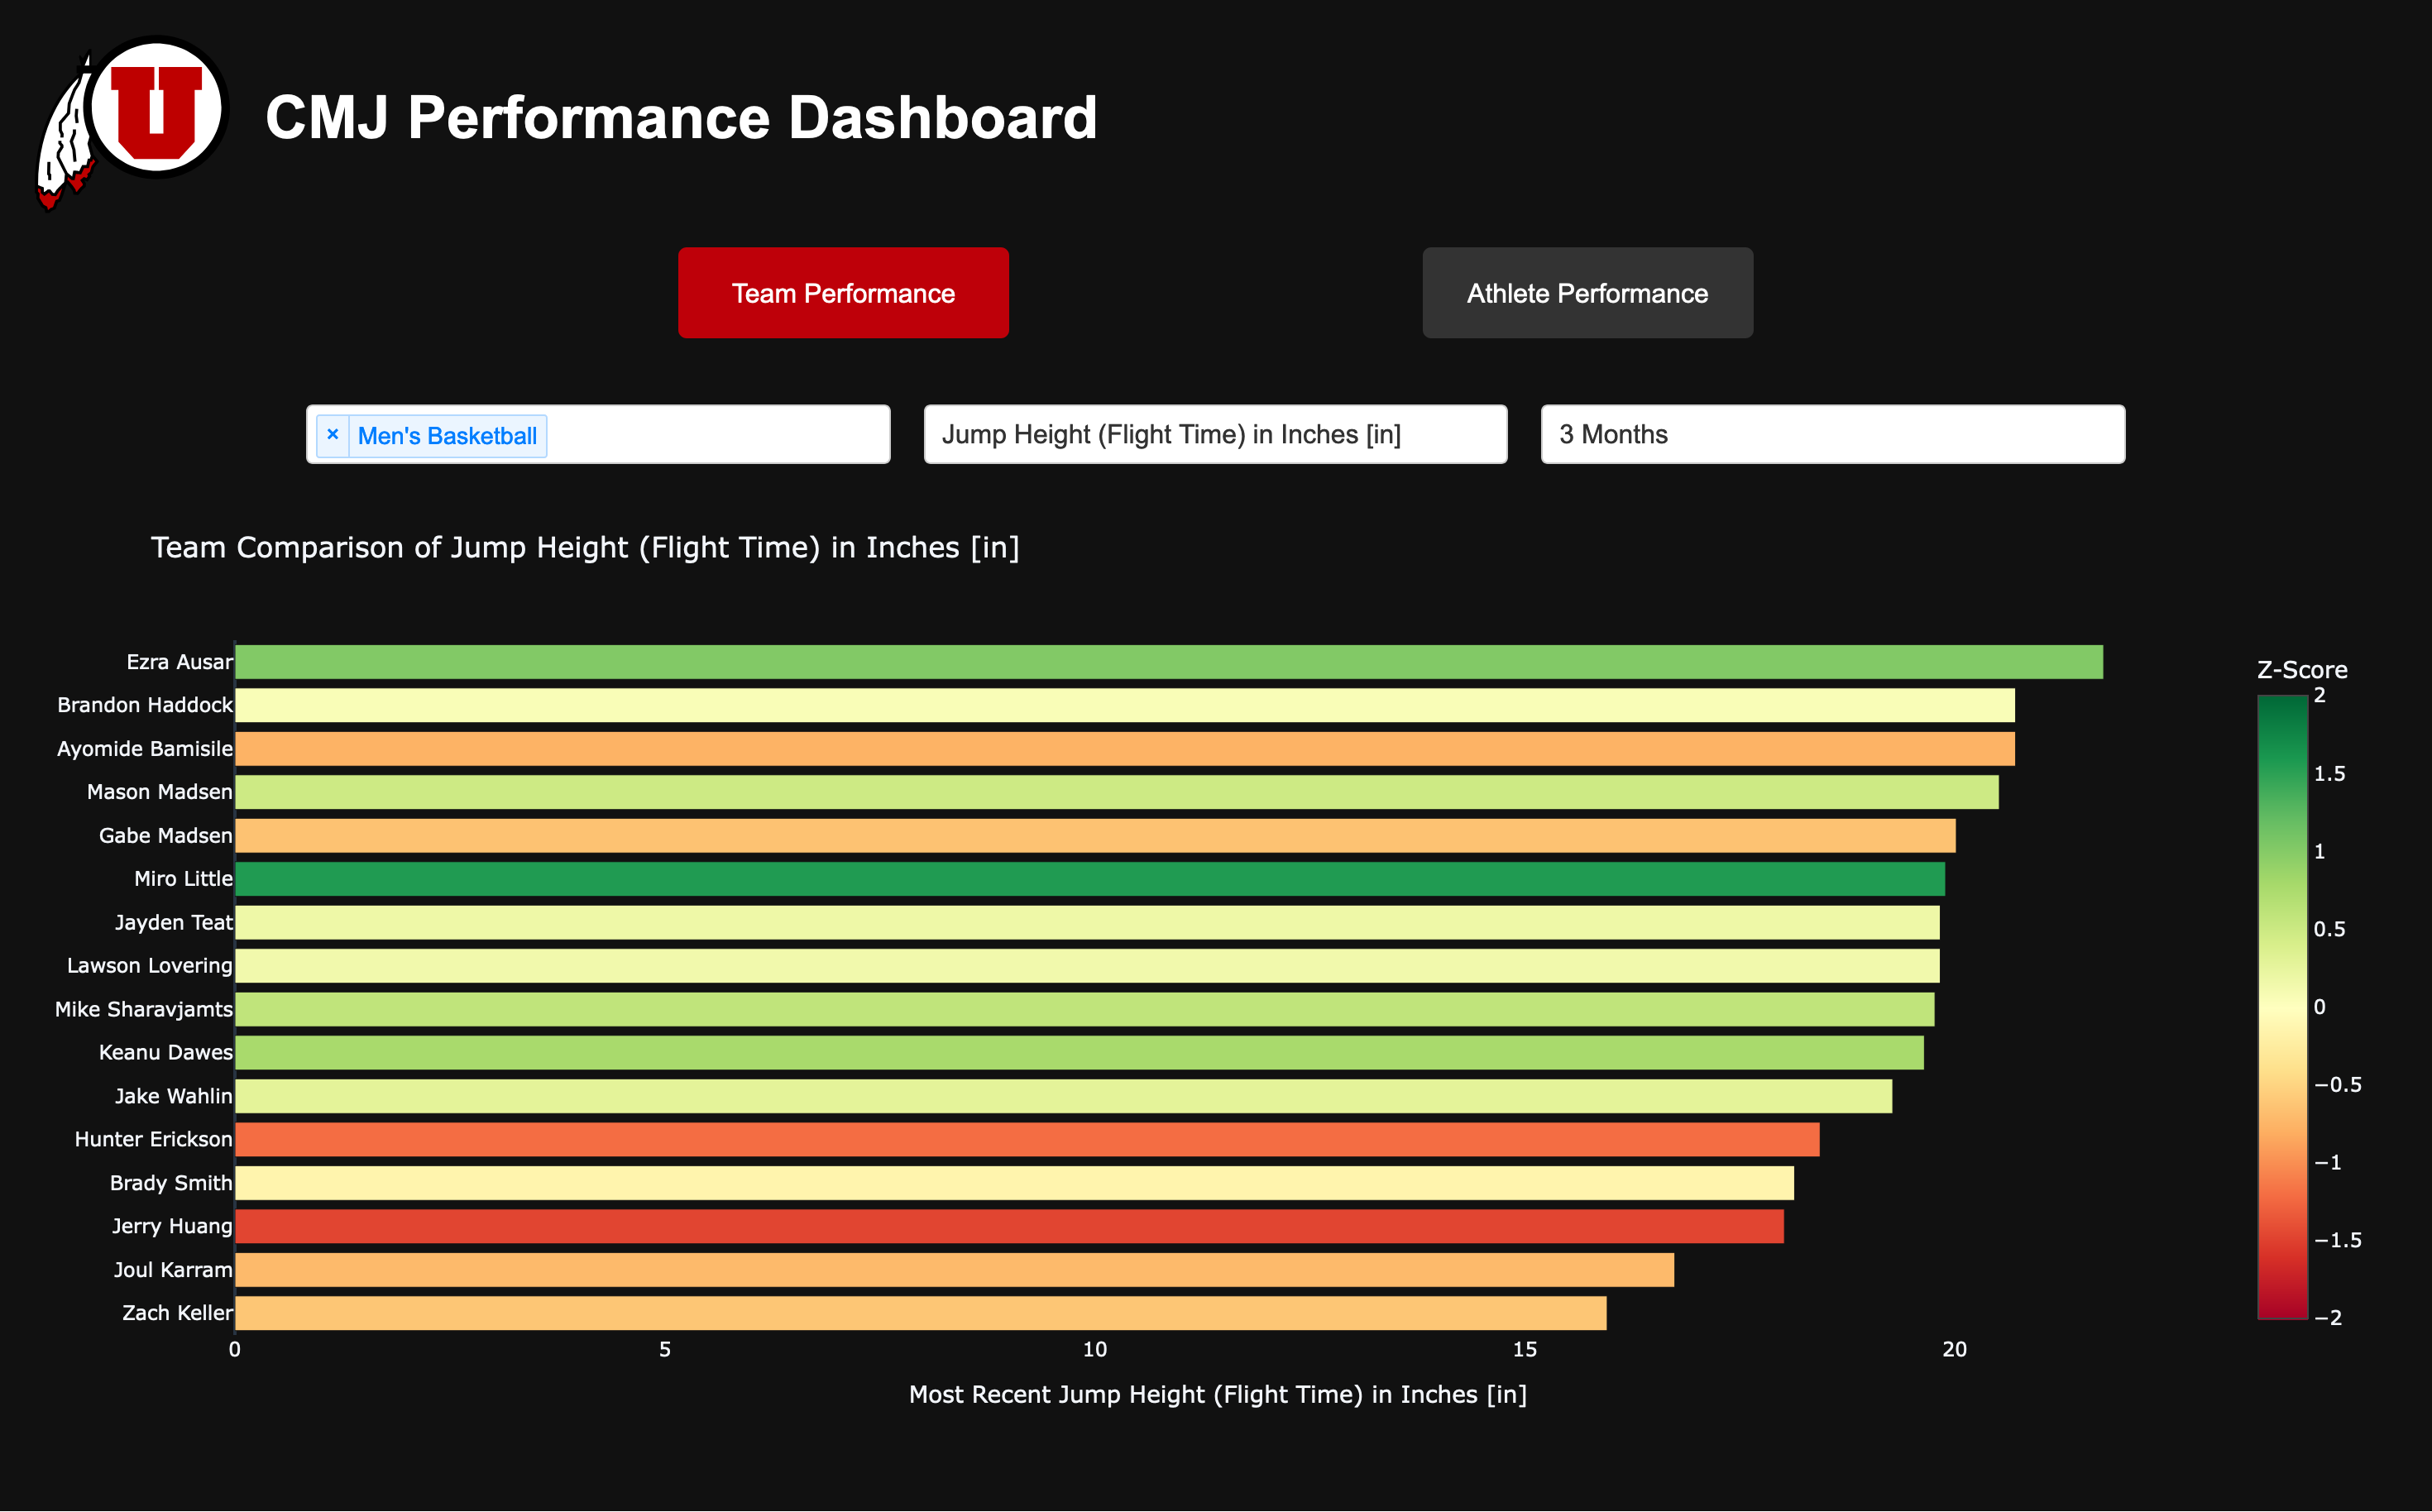 U
CMJ Performance Dashboard
Team Performance
Athlete Performance
× Men's Basketball
Jump Height (Flight Time) in Inches [in]
3 Months
Team Comparison of Jump Height (Flight Time) in Inches [in]
Ezra Ausar
Brandon Haddock
Ayomide Bamisile
Mason Madsen
Gabe Madsen
Miro Little
Jayden Teat
Lawson Lovering
Mike Sharavjamts
Keanu Dawes
Jake Wahlin
Hunter Erickson
Brady Smith
Jerry Huang
Joul Karram
Zach Keller
0 5 10 15 20
Most Recent Jump Height (Flight Time) in Inches [in]
Z-Score
2
1.5
1
0.5
0
−0.5
−1
−1.5
−2